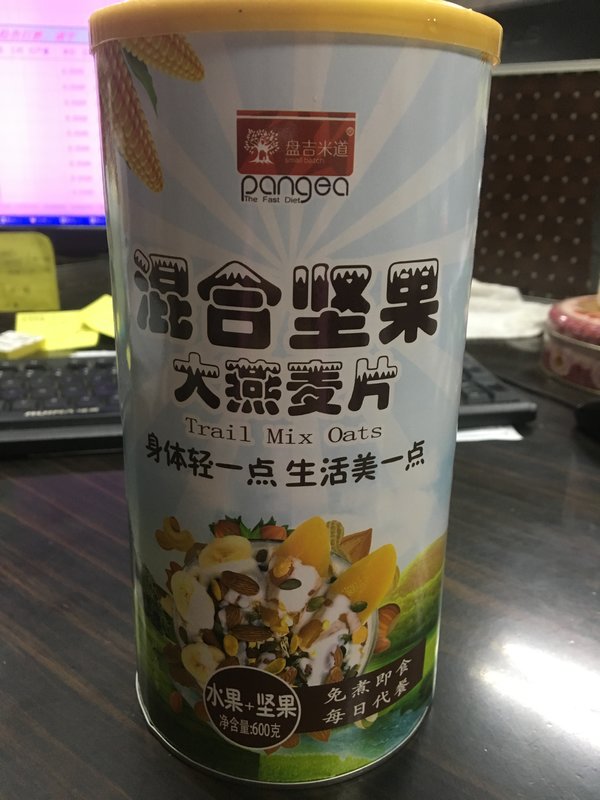 盘吉米道
small batch
pangea
The Fast Diet
混合坚果
大燕麦片
Trail Mix Oats
身体轻一点 生活美一点
水果+坚果
净含量:600克
免煮即食
每日代餐